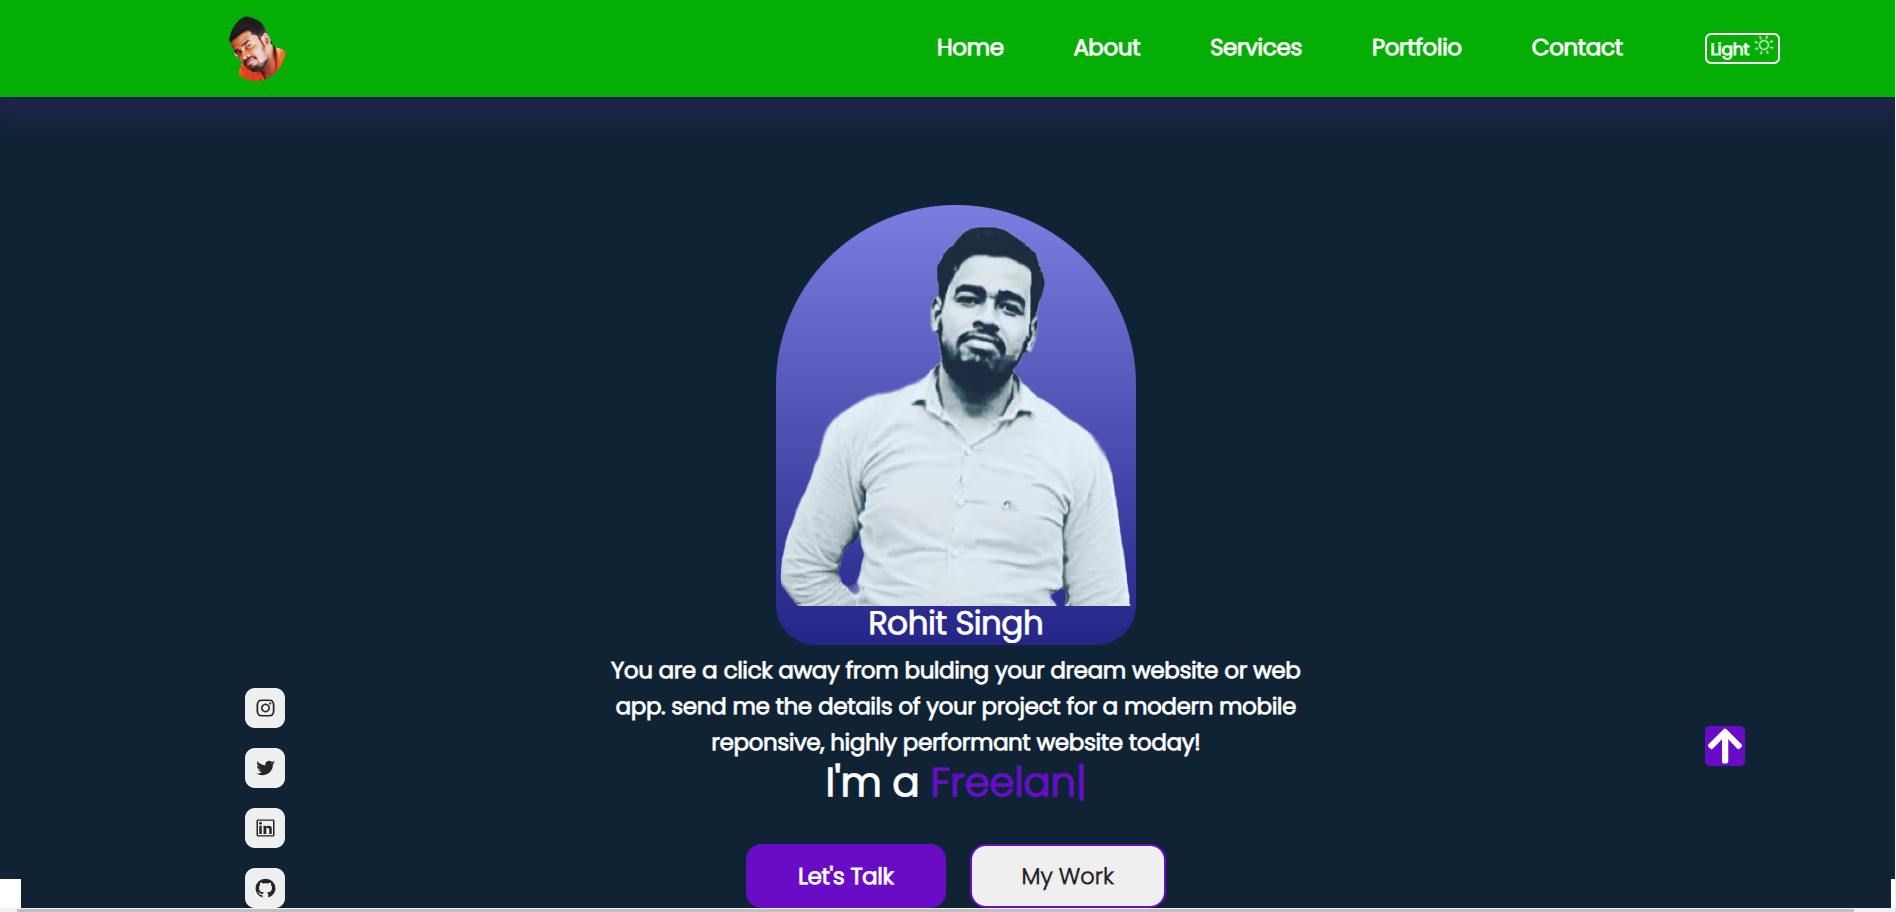 Home About Services Portfolio Contact Light
Rohit Singh
You are a click away from bulding your dream website or web
app. send me the details of your project for a modern mobile
reponsive, highly performant website today!
I'm a Freelan|
Let's Talk My Work